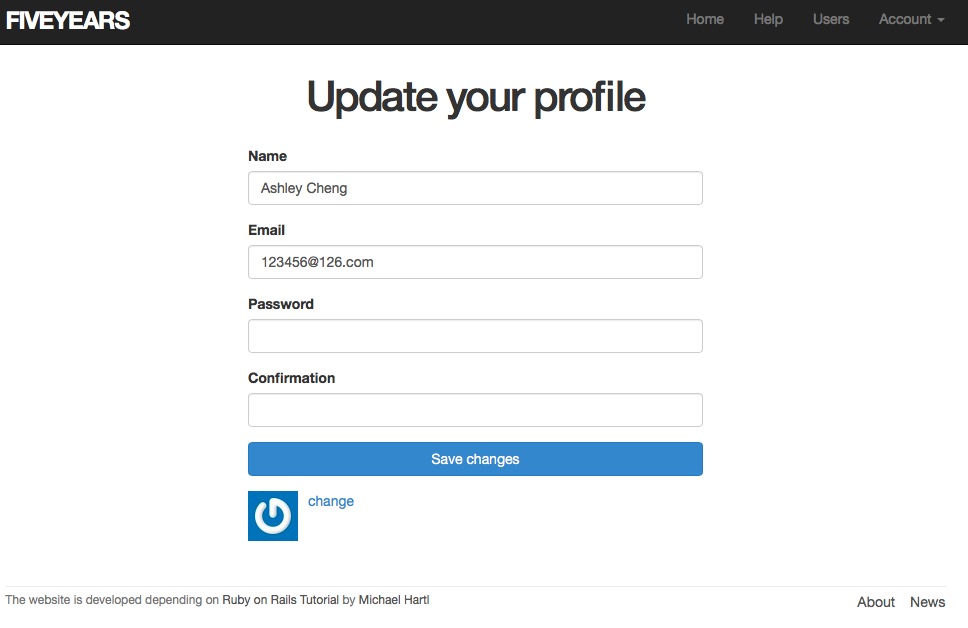 FIVEYEARS Home Help Users Account
Update your profile
Name
Ashley Cheng
Email
123456@126.com
Password
Confirmation
Save changes
change
The website is developed depending on Ruby on Rails Tutorial by Michael Hartl About News